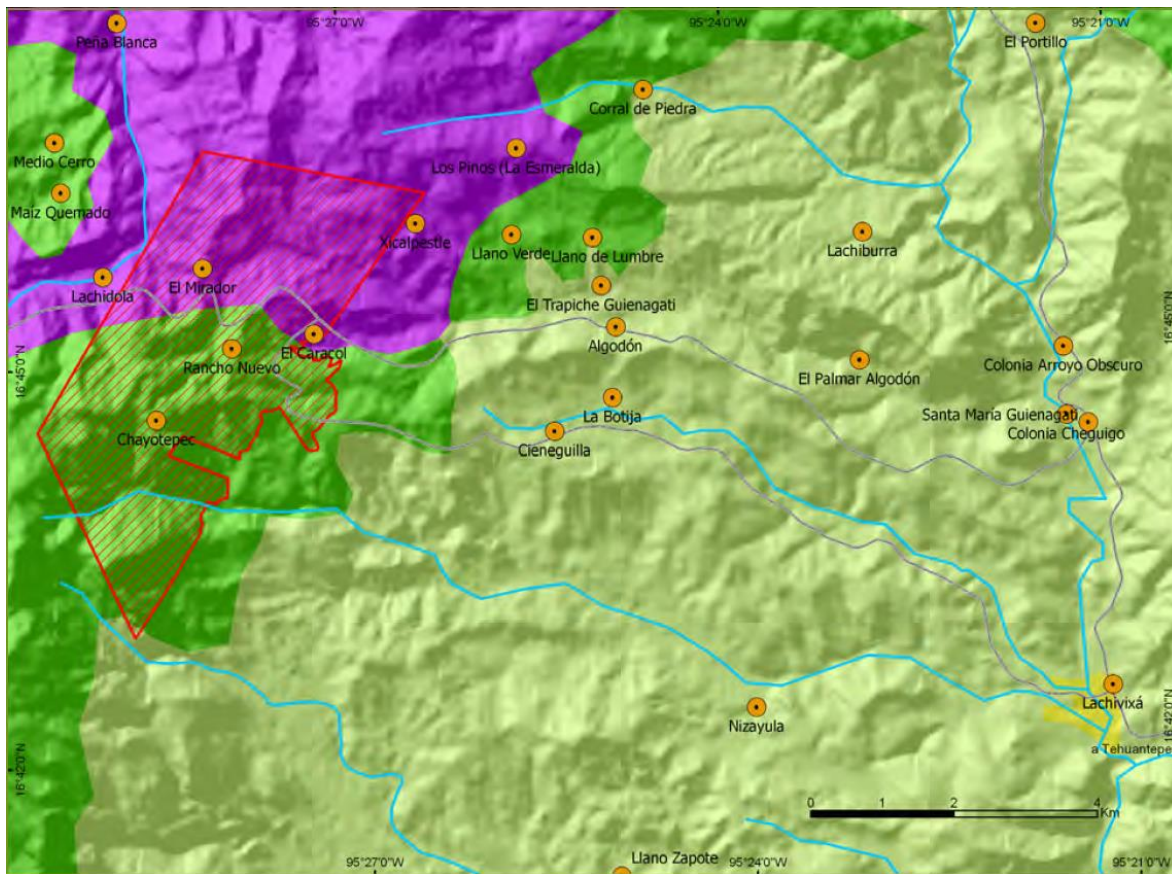 95°27'0"W
95°24'0"W
95°21'0"W
Peña Blanca
El Portillo
Corral de Piedra
Medio Cerro
Los Pinos (La Esmeralda)
Maiz Quemado
Xicalpestle
Llano Verde
Llano de Lumbre
Lachiburra
Lachidola
El Mirador
El Trapiche Guienagati
16°45'0"N
16°45'0"N
El Caracol
Algodón
Rancho Nuevo
Colonia Arroyo Obscuro
El Palmar Algodón
La Botija
Santa María Guienagati
Chayotepec
Colonia Cheguigo
Cieneguilla
Lachivixá
16°42'0"N
Nizayula
a Tehuantepe
16°42'0"N
0 1 2 4
Km
Llano Zapote
95°27'0"W
95°24'0"W
95°21'0"W